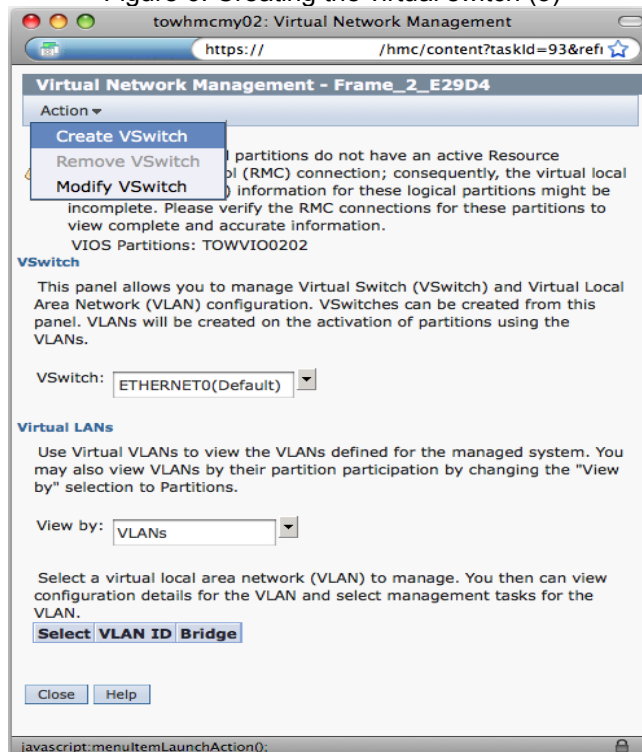 Figure 6. Creating the virtual switch (3)
towhmcmy02: Virtual Network Management
https:// /hmc/content?taskId=93&refr
Virtual Network Management - Frame_2_E29D4
Action
Create VSwitch
Remove VSwitch
Modify VSwitch
partitions do not have an active Resource
ol (RMC) connection; consequently, the virtual local
) information for these logical partitions might be
incomplete. Please verify the RMC connections for these partitions to
view complete and accurate information.
VIOS Partitions: TOWVIO0202
VSwitch
This panel allows you to manage Virtual Switch (VSwitch) and Virtual Local
Area Network (VLAN) configuration. VSwitches can be created from this
panel. VLANs will be created on the activation of partitions using the
VLANs.
VSwitch: ETHERNET0(Default)
Virtual LANs
Use Virtual VLANs to view the VLANs defined for the managed system. You
may also view VLANs by their partition participation by changing the "View
by" selection to Partitions.
View by: VLANs
Select a virtual local area network (VLAN) to manage. You then can view
configuration details for the VLAN and select management tasks for the
VLAN.
Select VLAN ID Bridge
Close Help
javascript:menuItemLaunchAction();